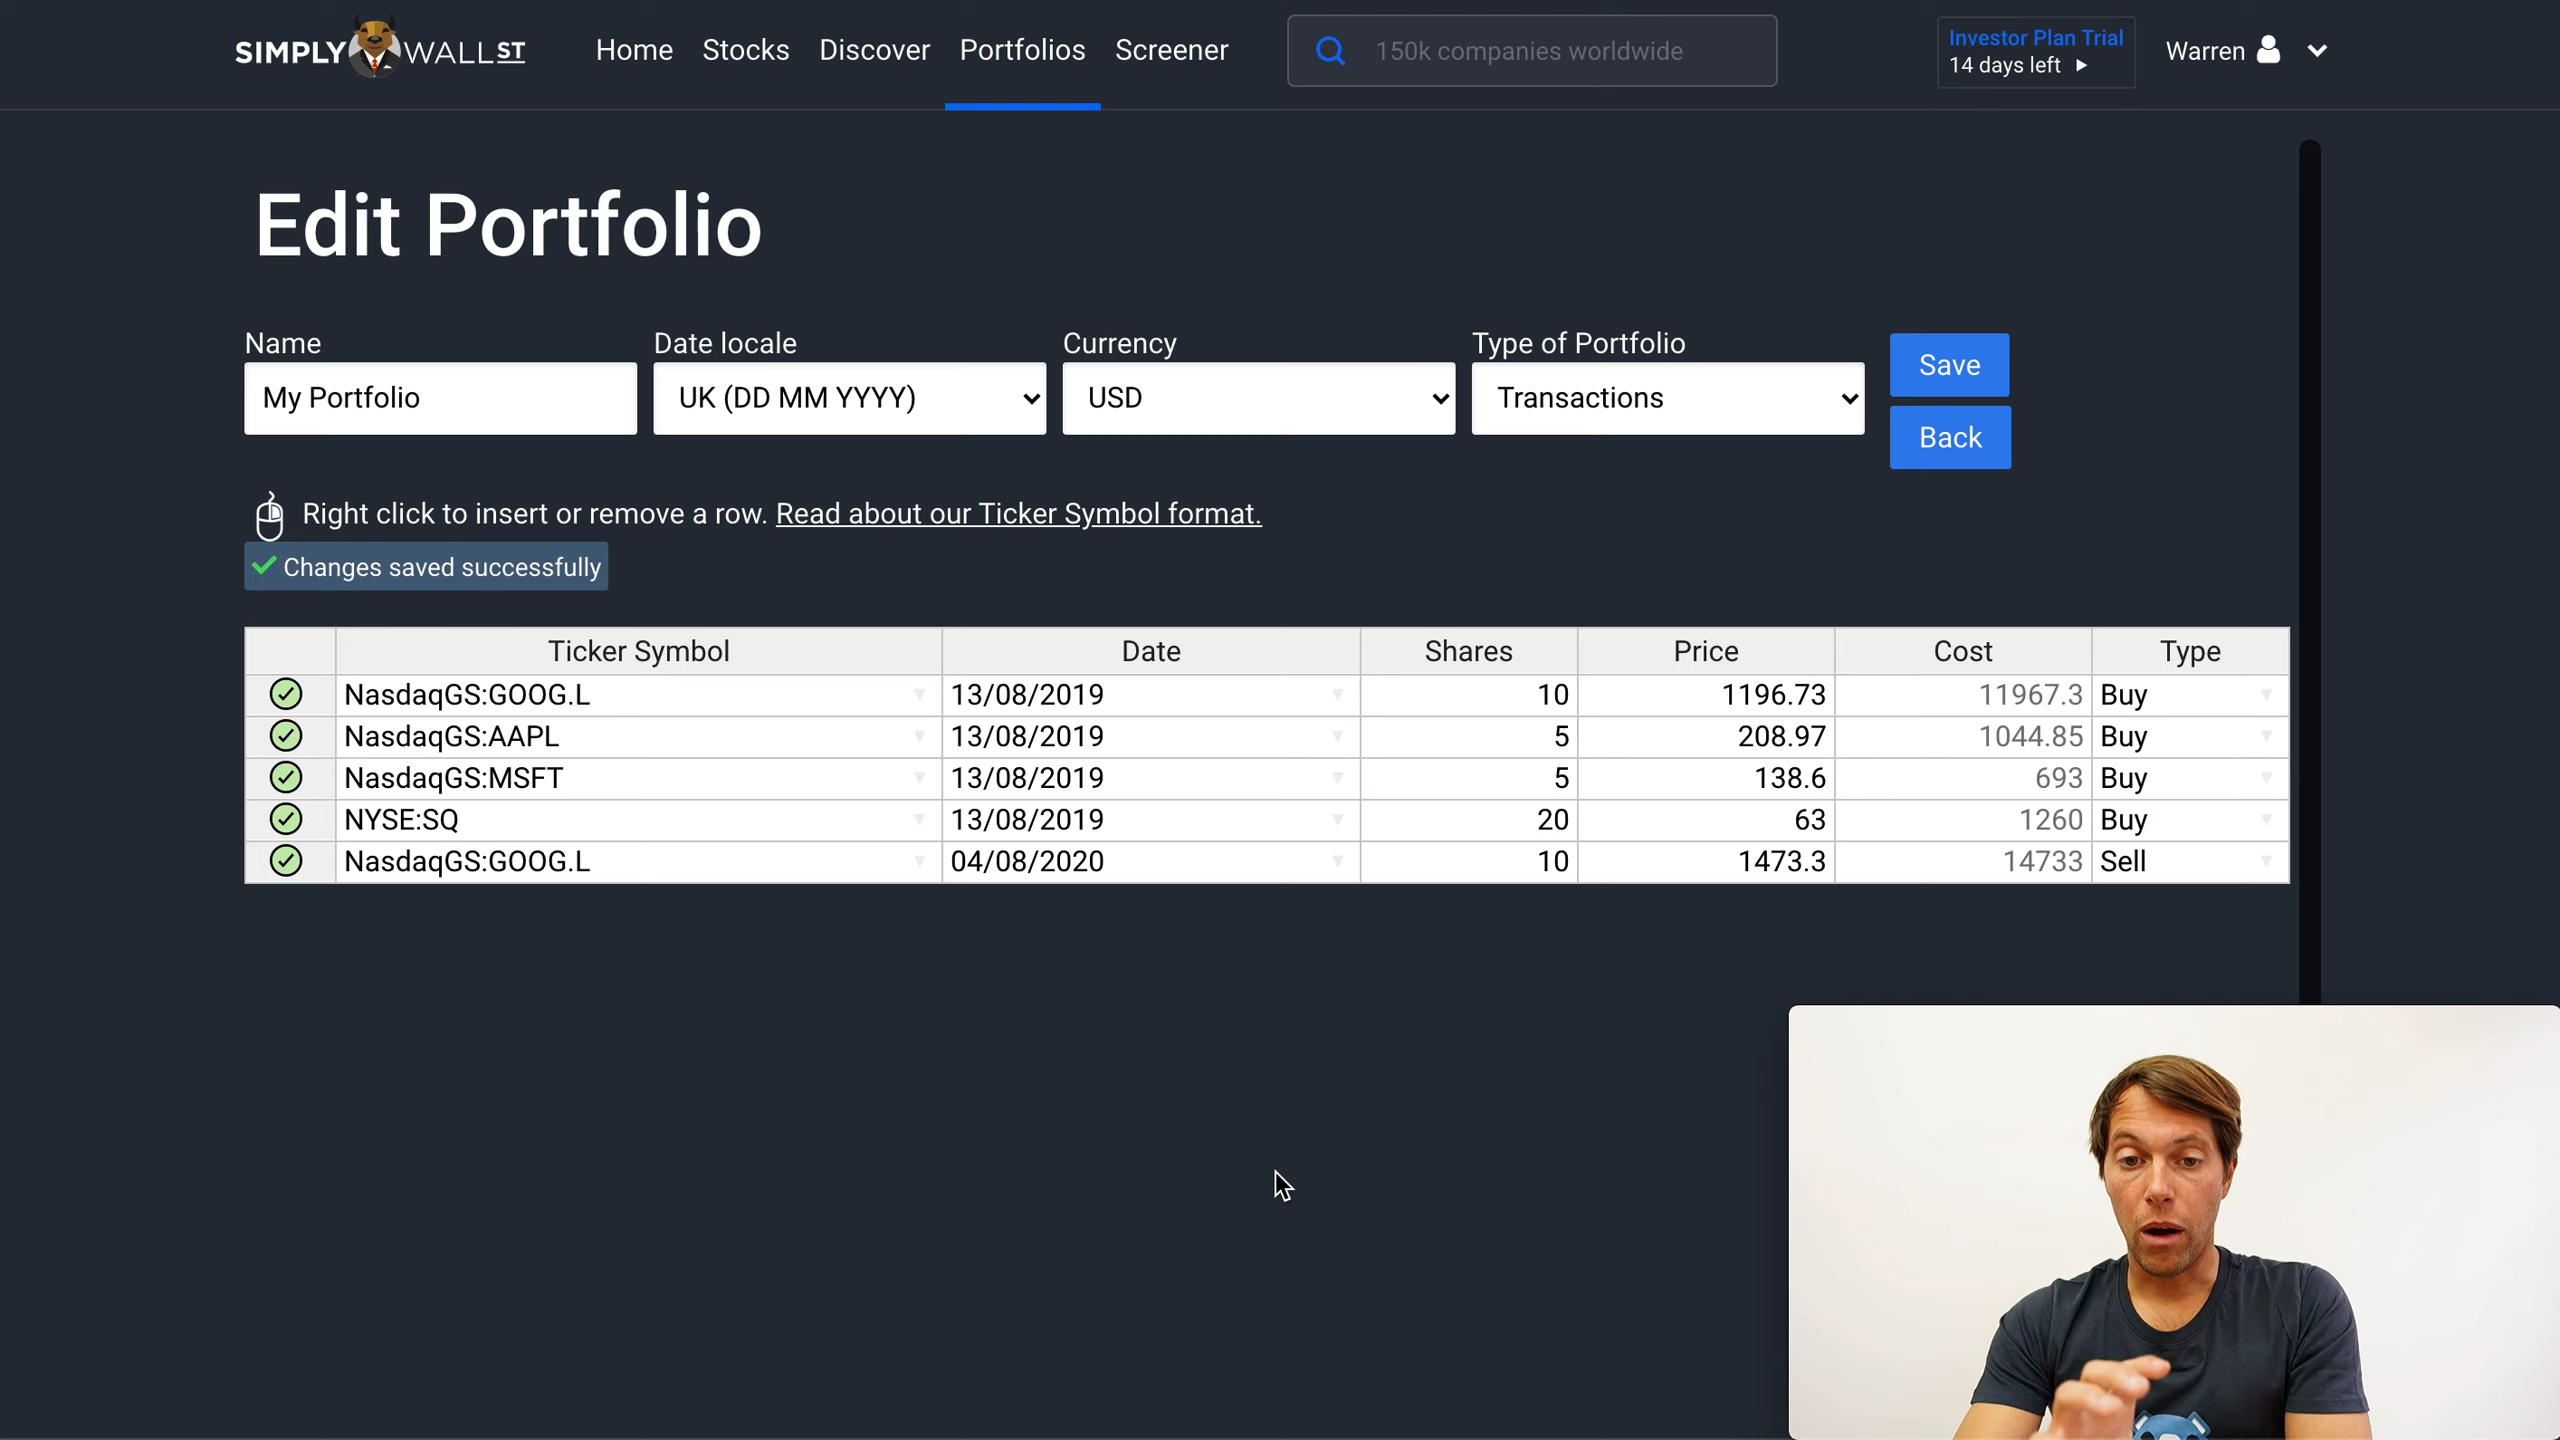 SIMPLY WALLST Home Stocks Discover Portfolios Screener 150k companies worldwide Investor Plan Trial Warren
14 days left
Edit Portfolio
Name Date locale Currency Type of Portfolio
My Portfolio UK (DD MM YYYY) USD Transactions
Save
Back
Right click to insert or remove a row. Read about our Ticker Symbol format.
Changes saved successfully
Ticker Symbol Date Shares Price Cost Type
NasdaqGS:GOOG.L 13/08/2019 10 1196.73 11967.3 Buy
NasdaqGS:AAPL 13/08/2019 5 208.97 1044.85 Buy
NasdaqGS:MSFT 13/08/2019 5 138.6 693 Buy
NYSE:SQ 13/08/2019 20 63 1260 Buy
NasdaqGS:GOOG.L 04/08/2020 10 1473.3 14733 Sell